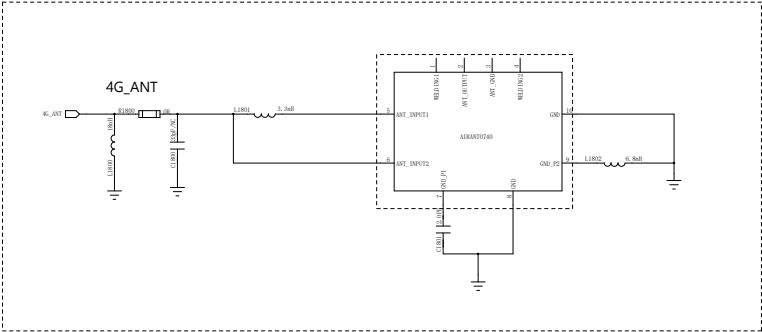 1
2
3
4
WELDING1
ANT_OUTPUT
ANT_GND
WELDING2
4G_ANT
4G_ANT
R1800
0R
L1801
3.3nH
5
ANT_INPUT1
GND
10
18nH
L1800
33pF/NC
C1800
AIRANT0740
6
ANT_INPUT2
GND_P2
9
L1802
6.8nH
GND_P1
GND
7
8
2.0PF
C1801